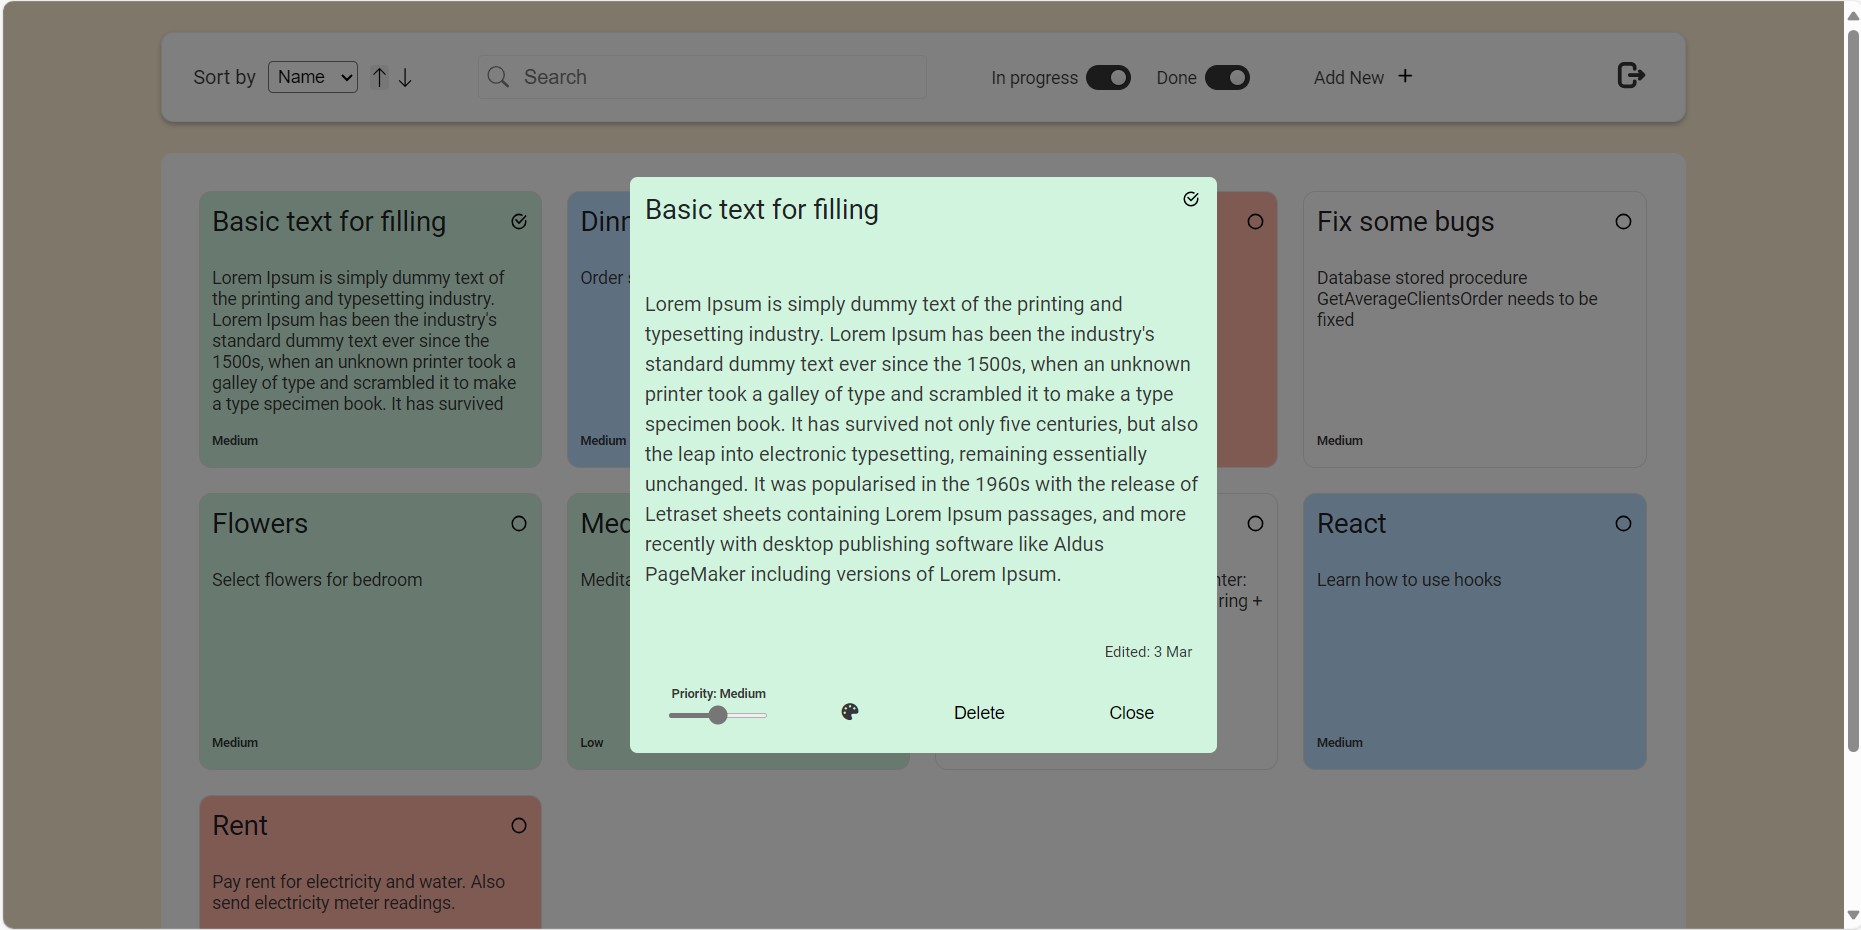 Sort by Name Search In progress Done Add New
Basic text for filling
Lorem Ipsum is simply dummy text of
the printing and typesetting industry.
Lorem Ipsum has been the industry's
standard dummy text ever since the
1500s, when an unknown printer took a
galley of type and scrambled it to make
a type specimen book. It has survived
Medium
Order
Medium
Fix some bugs
Database stored procedure
GetAverageClientsOrder needs to be
fixed
Medium
Basic text for filling
Lorem Ipsum is simply dummy text of the printing and
typesetting industry. Lorem Ipsum has been the industry's
standard dummy text ever since the 1500s, when an unknown
printer took a galley of type and scrambled it to make a type
specimen book. It has survived not only five centuries, but also
the leap into electronic typesetting, remaining essentially
unchanged. It was popularised in the 1960s with the release of
Letraset sheets containing Lorem Ipsum passages, and more
recently with desktop publishing software like Aldus
PageMaker including versions of Lorem Ipsum.
Edited: 3 Mar
Priority: Medium
Delete Close
Flowers
Select flowers for bedroom
Medium
Low
ring +
React
Learn how to use hooks
Medium
Rent
Pay rent for electricity and water. Also
send electricity meter readings.